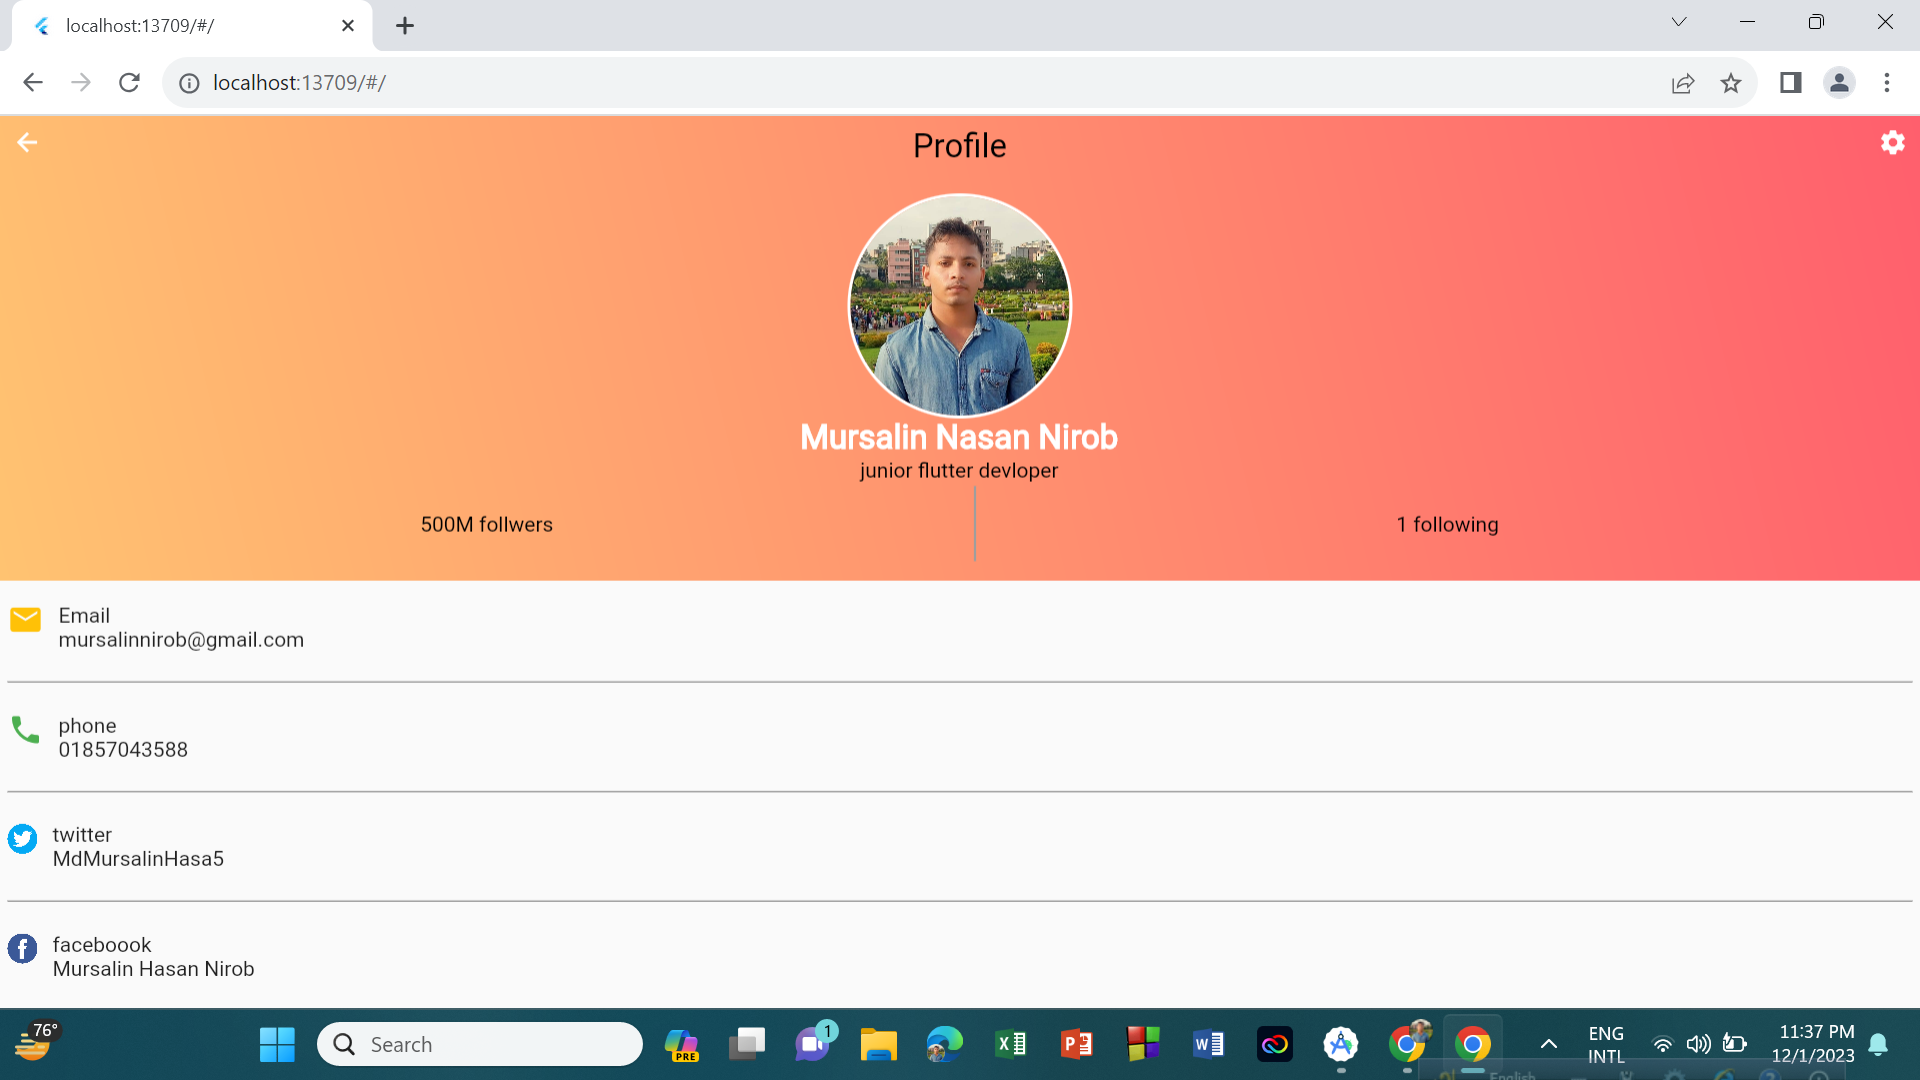 localhost:13709/#/
localhost:13709/#/
Profile
Mursalin Nasan Nirob
junior flutter devloper
500M follwers
1 following
Email
mursalinnirob@gmail.com
phone
01857043588
twitter
MdMursalinHasa5
faceboook
Mursalin Hasan Nirob
76°
Search
PRE
1
ENG
INTL
11:37 PM
12/1/2023
English